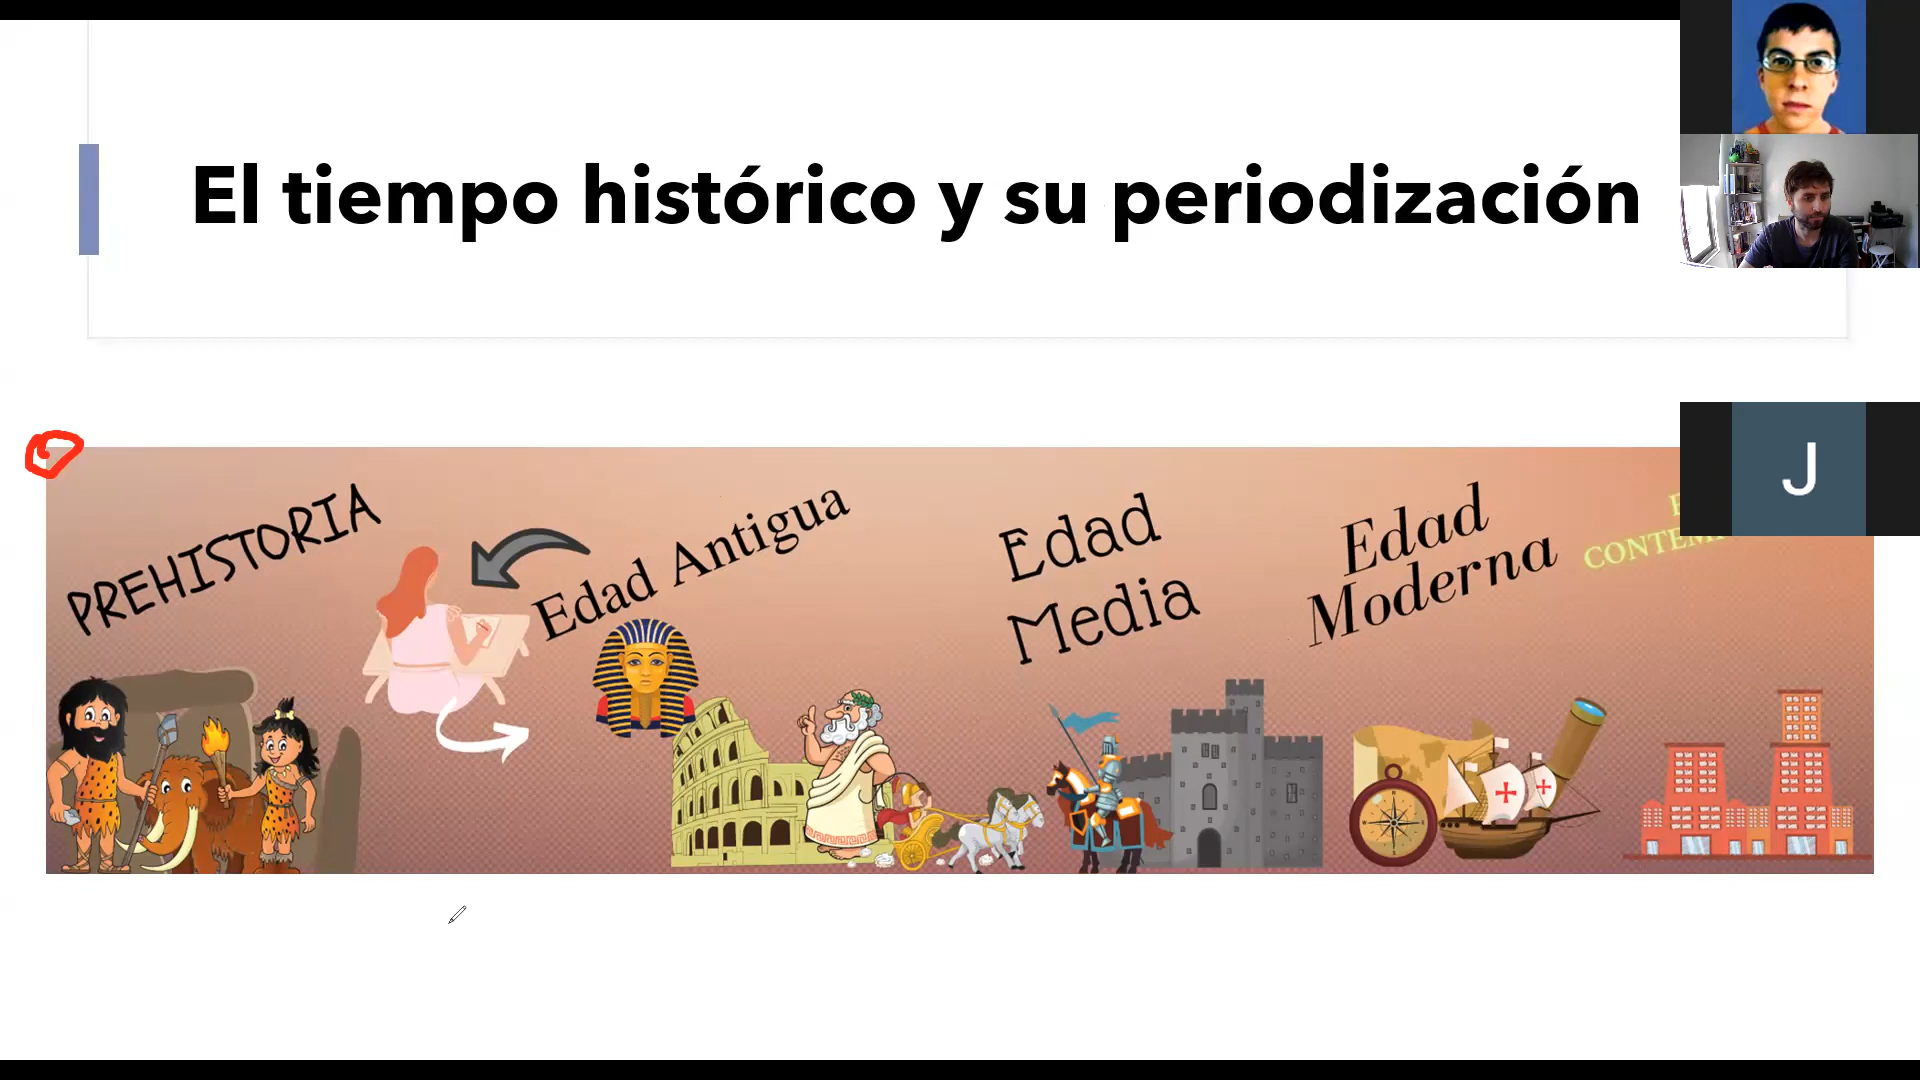 El tiempo histórico y su periodización
J
PREHISTORIA
Edad Antigua
Edad
Media
Edad
Moderna